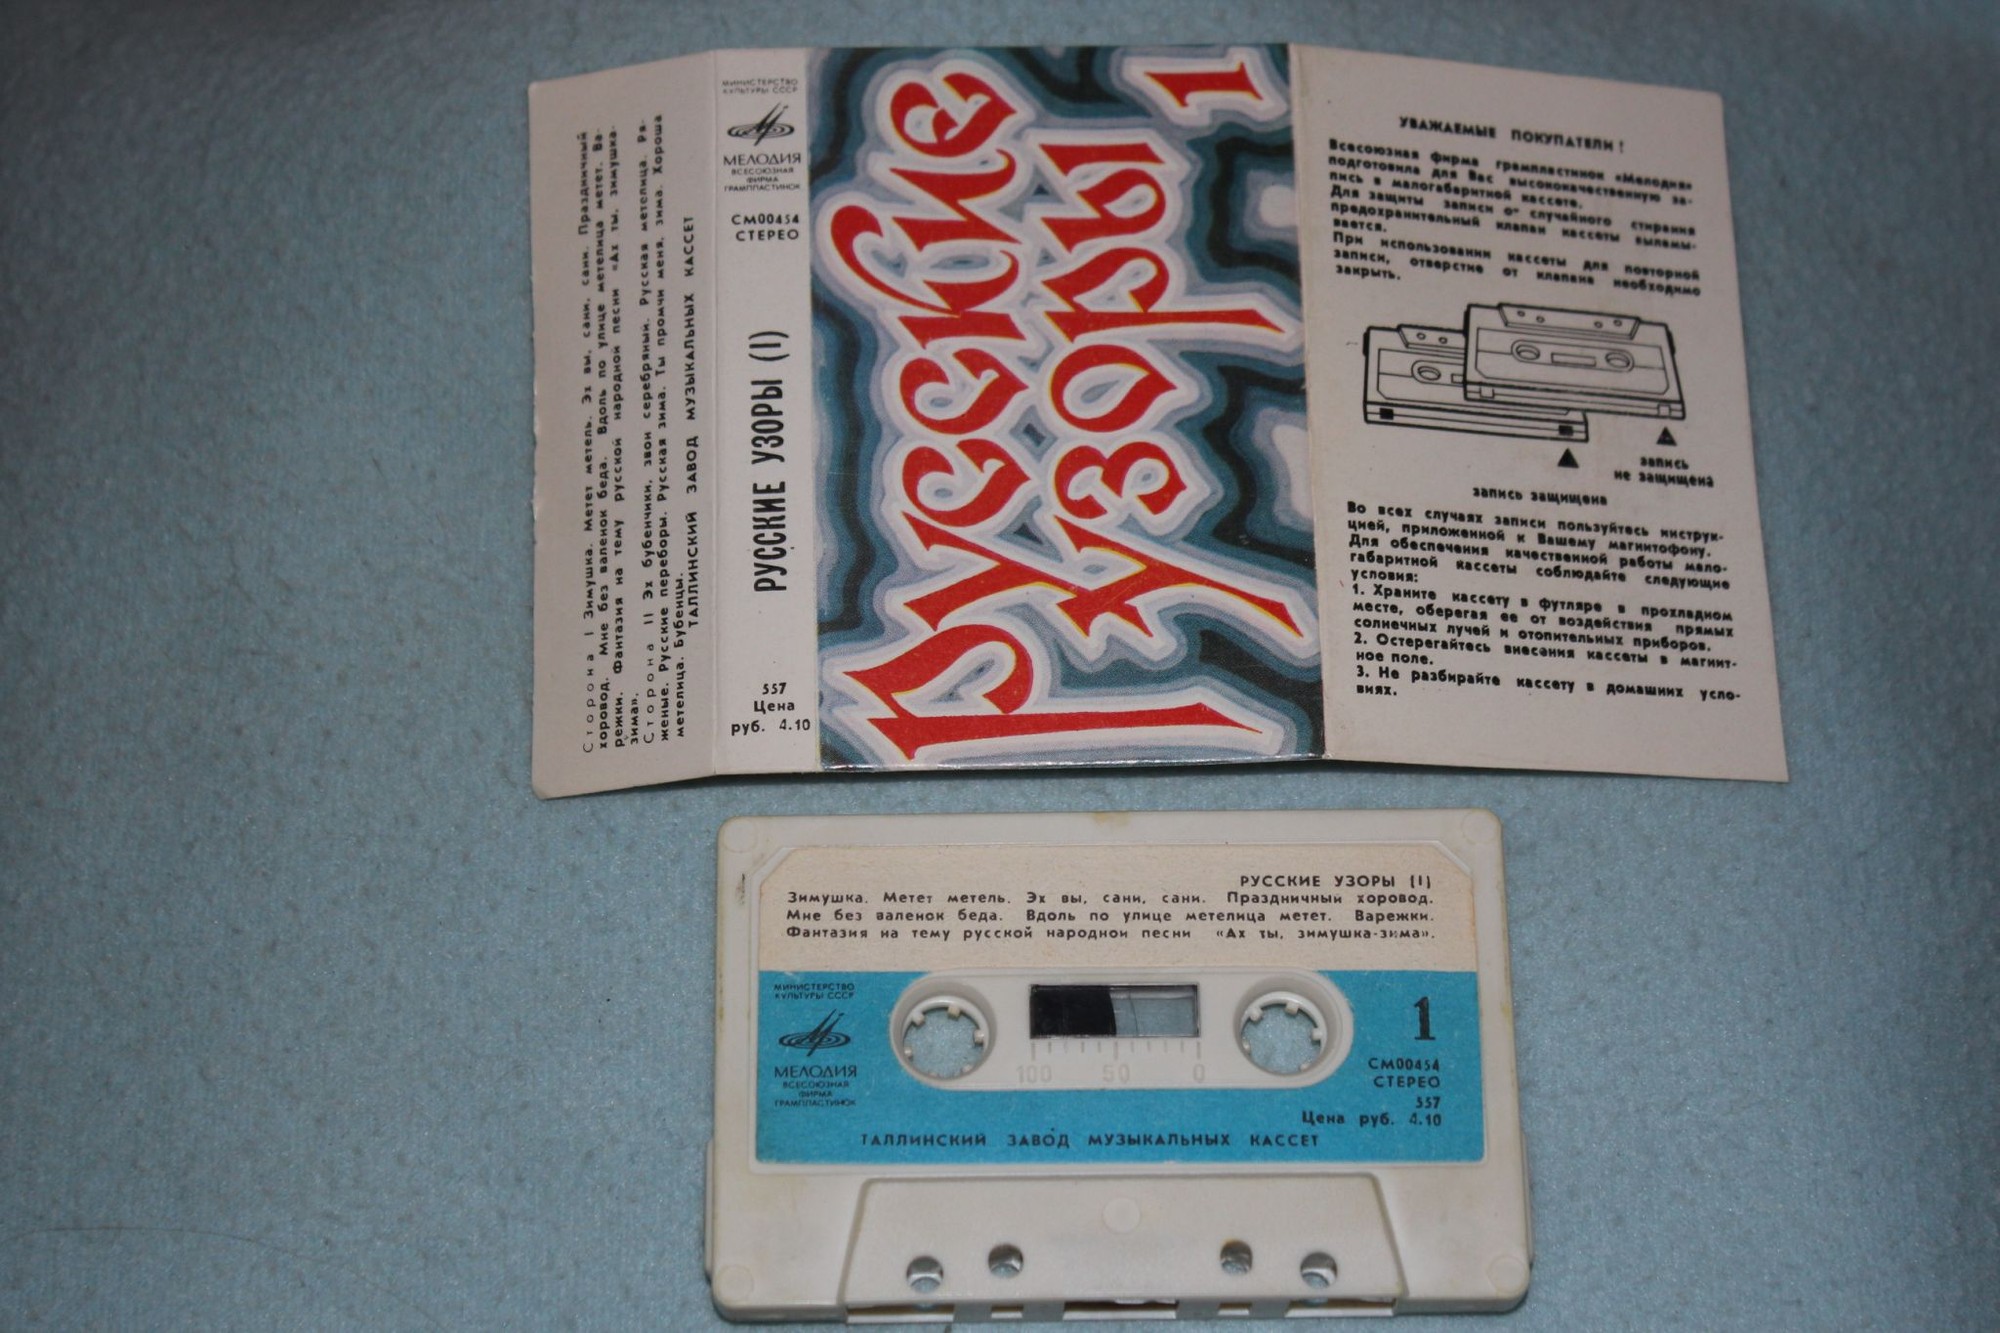 Сторона I Зимушка. Метет метель. Эх вы, сани, сани. Праздничный
хоровод. Мне без валенок беда. Вдоль по улице метелица метет. Ва-
режки. Фантазия на тему русской народной песни «Ах ты, зимушка-
зима».
Сторона II Эх бубенчики, звон серебряный. Русская метелица. Ря-
женые. Русские переборы. Русская зима. Ты промчи меня, зима. Хороша
метелица. Бубенцы.
ТАЛЛИНСКИЙ ЗАВОД МУЗЫКАЛЬНЫХ КАССЕТ
МИНИСТЕРСТВО
КУЛЬТУРЫ СССР
МЕЛОДИЯ
ВСЕСОЮЗНАЯ
ФИРМА
ГРАМПЛАСТИНОК
СМ00454
СТЕРЕО
РУССКИЕ УЗОРЫ (I)
557
Цена
руб. 4.10
Русские
Узоры 1
УВАЖАЕМЫЕ ПОКУПАТЕЛИ!
Всесоюзная фирма грампластинок «Мелодия»
подготовила для Вас высококачественную за-
пись в малогабаритной кассете.
Для защиты записи от случайного стирания
предохранительный клапан кассеты выламы-
вается.
При использовании кассеты для повторной
записи, отверстие от клапана необходимо
закрыть.
запись
не защищена
запись защищена
Во всех случаях записи пользуйтесь инструк-
цией, приложенной к Вашему магнитофону.
Для обеспечения качественной работы мало-
габаритной кассеты соблюдайте следующие
условия:
1. Храните кассету в футляре в прохладном
месте, оберегая ее от воздействия прямых
солнечных лучей и отопительных приборов.
2. Остерегайтесь внесения кассеты в магнит-
ное поле.
3. Не разбирайте кассету в домашних усло-
виях.
РУССКИЕ УЗОРЫ (I)
Зимушка. Метет метель. Эх вы, сани, сани. Праздничный хоровод.
Мне без валенок беда. Вдоль по улице метелица метет. Варежки.
Фантазия на тему русской народной песни «Ах ты, зимушка-зима».
МИНИСТЕРСТВО
КУЛЬТУРЫ СССР
МЕЛОДИЯ
ВСЕСОЮЗНАЯ
ФИРМА
ГРАМПЛАСТИНОК
100 50 0
1
СМ00454
СТЕРЕО
557
Цена руб. 4.10
ТАЛЛИНСКИЙ ЗАВОД МУЗЫКАЛЬНЫХ КАССЕТ